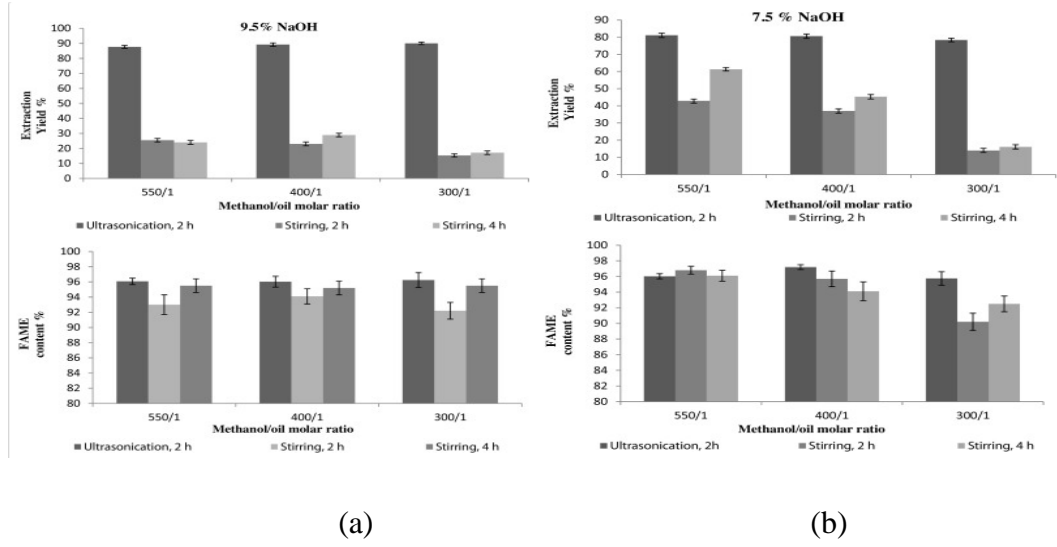 9.5% NaOH
100
90
80
70
60
50
40
30
20
10
0
Extraction
Yield %
550/1 400/1 300/1
Methanol/oil molar ratio
Ultrasonication, 2 h Stirring, 2 h Stirring, 4 h
100
98
96
94
92
90
88
86
84
82
80
FAME
content %
550/1 400/1 300/1
Methanol/oil molar ratio
Ultrasonication, 2 h Stirring, 2 h Stirring, 4 h
(a)
7.5 % NaOH
90
80
70
60
50
40
30
20
10
0
Extraction
Yield %
550/1 400/1 300/1
Methanol/oil molar ratio
Ultrasonication, 2 h Stirring, 2 h Stirring, 4 h
100
98
96
94
92
90
88
86
84
82
80
FAME
content %
550/1 400/1 300/1
Methanol/oil molar ratio
Ultrasonication, 2h Stirring, 2 h Stirring, 4 h
(b)